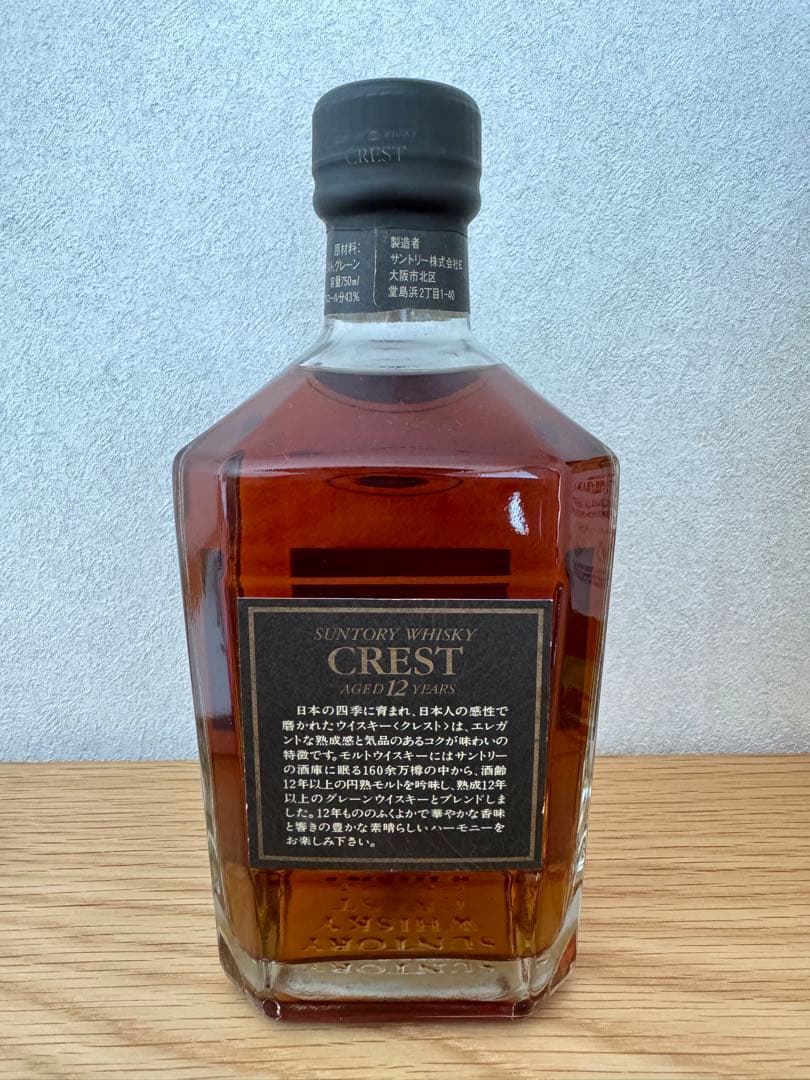 WHISKY
CREST
原材料:
グレーン
容量750ml
コール分43%
製造者
サントリー株式会社E
大阪市北区
堂島浜2丁目1-40
SUNTORY WHISKY
CREST
AGED 12 YEARS
日本の四季に育まれ、日本人の感性で
磨かれたウイスキー〈クレスト〉は、エレガ
ントな熟成感と気品のあるコクが味わいの
特徴です。モルトウイスキーにはサントリー
の酒庫に眠る160余万樽の中から、酒齢
12年以上の円熟モルトを吟味し、熟成12年
以上のグレーンウイスキーとブレンドしま
した。12年もののふくよかで華やかな香味
と響きの豊かな素晴らしいハーモニーを
お楽しみ下さい。
CREST
WHISKY
SUNTORY